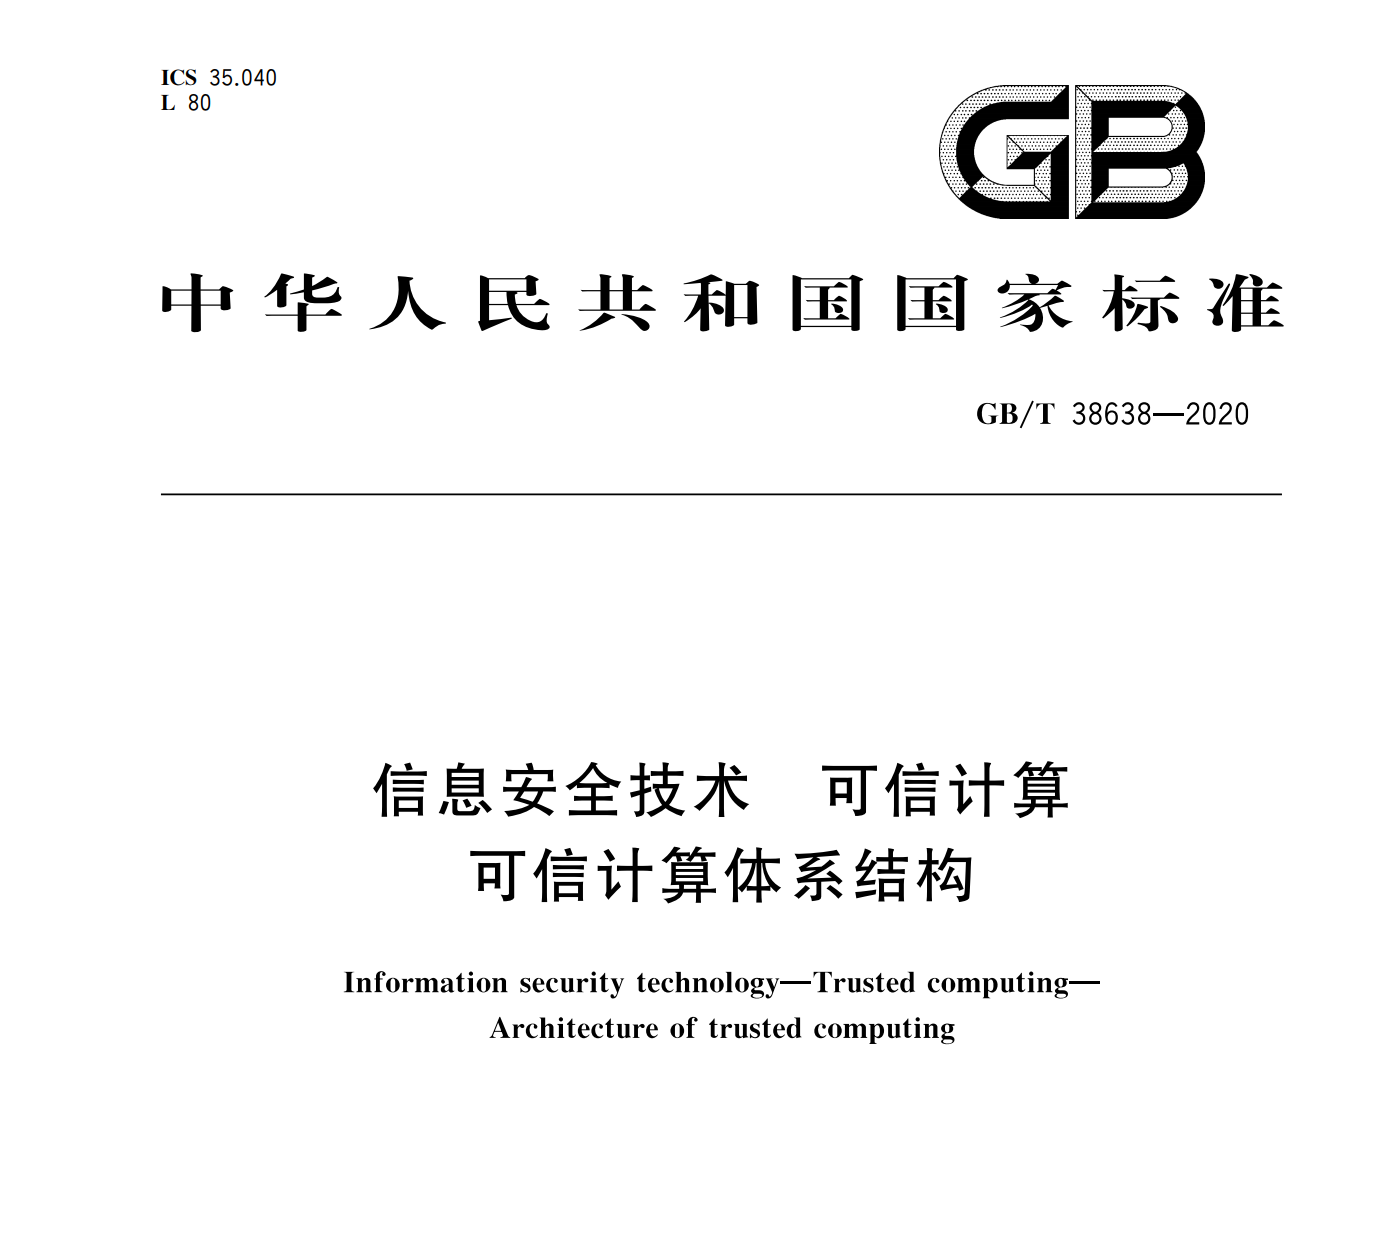 ICS 35.040
L 80
GB
中华人民共和国国家标准
GB/T 38638—2020
信息安全技术 可信计算
可信计算体系结构
Information security technology—Trusted computing—
Architecture of trusted computing